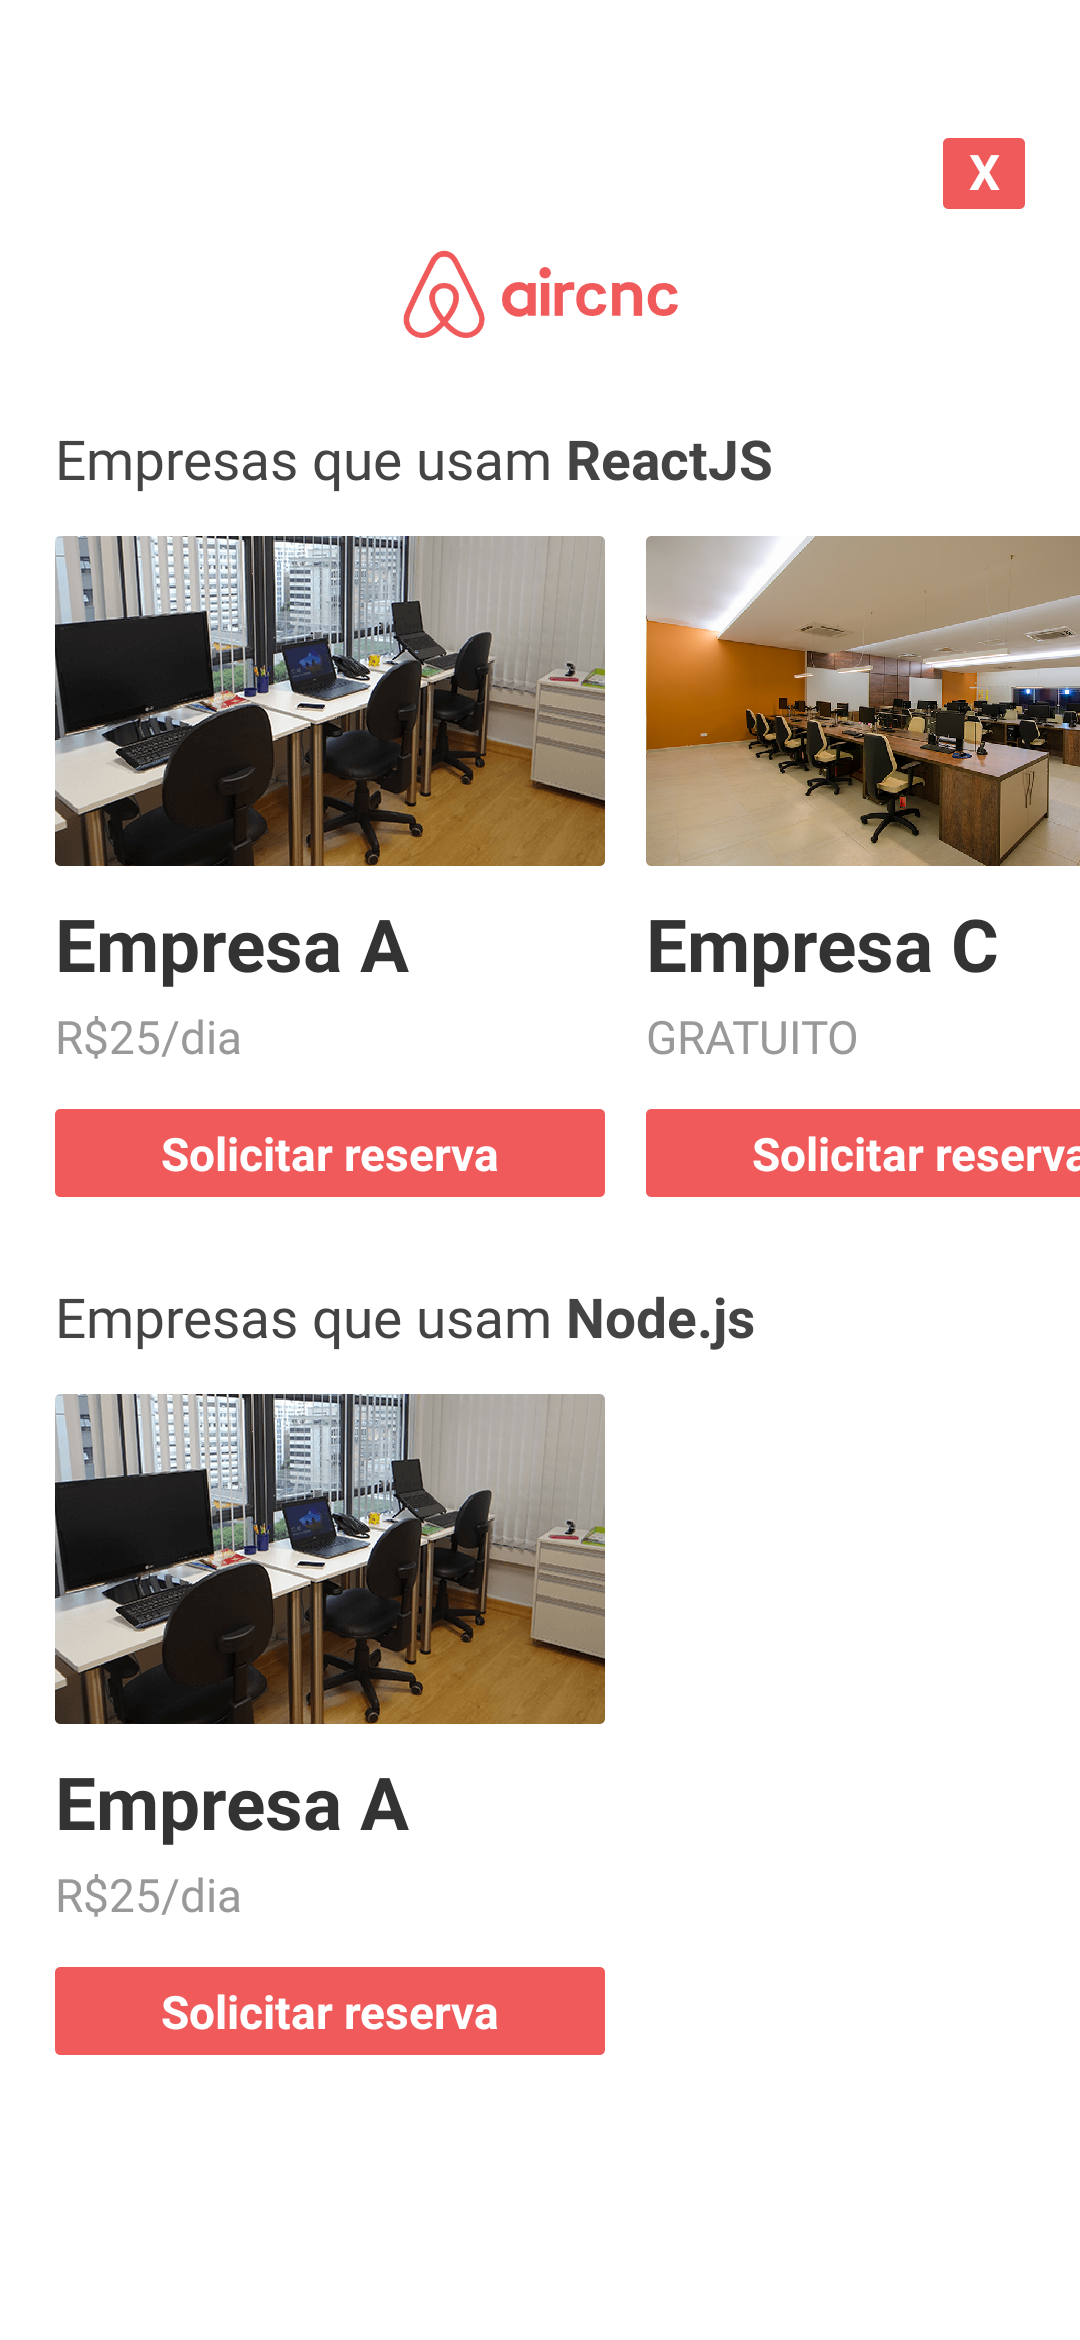 X
aircnc
Empresas que usam ReactJS
Empresa A
R$25/dia
Solicitar reserva
Empresa C
GRATUITO
Solicitar reserva
Empresas que usam Node.js
Empresa A
R$25/dia
Solicitar reserva